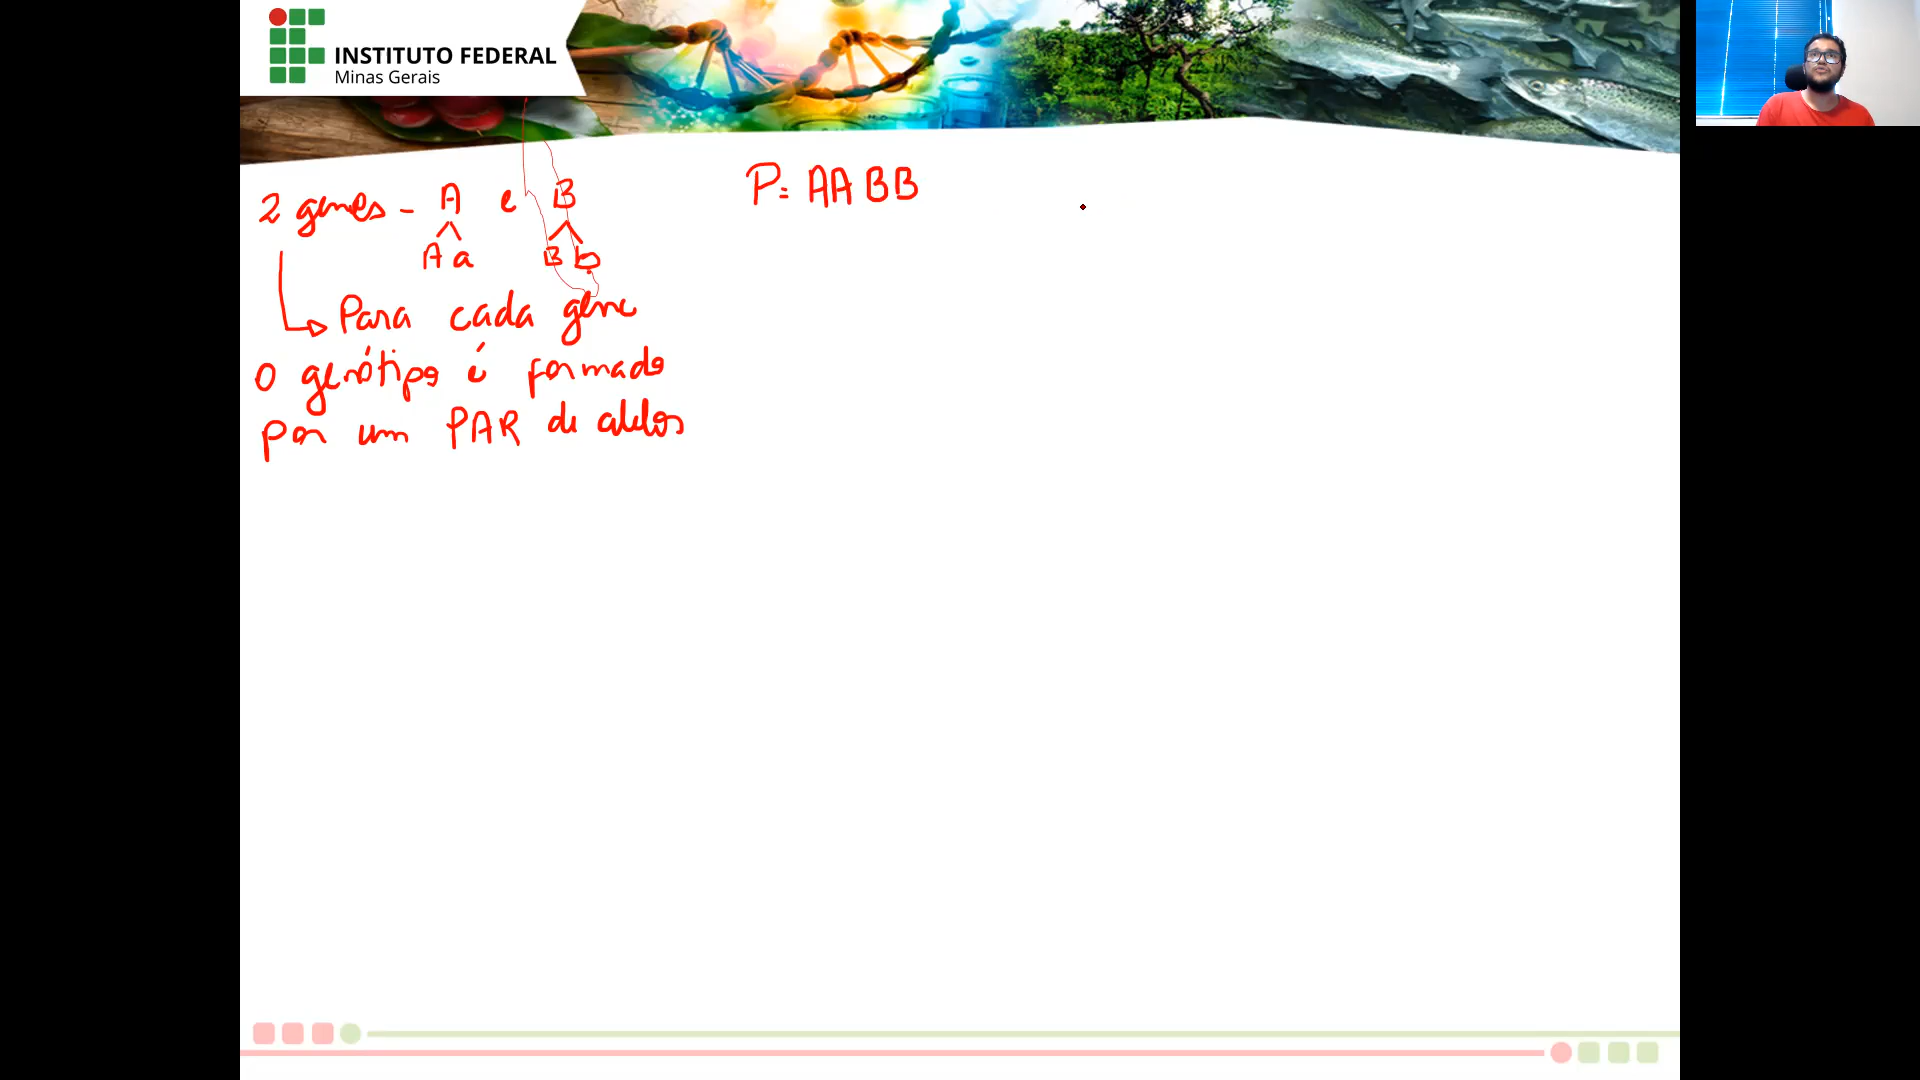 INSTITUTO FEDERAL
Minas Gerais
2 genes - A e B
A a B b
Para cada gene
o genótipo é formado
por um PAR de alelos
P= AA BB